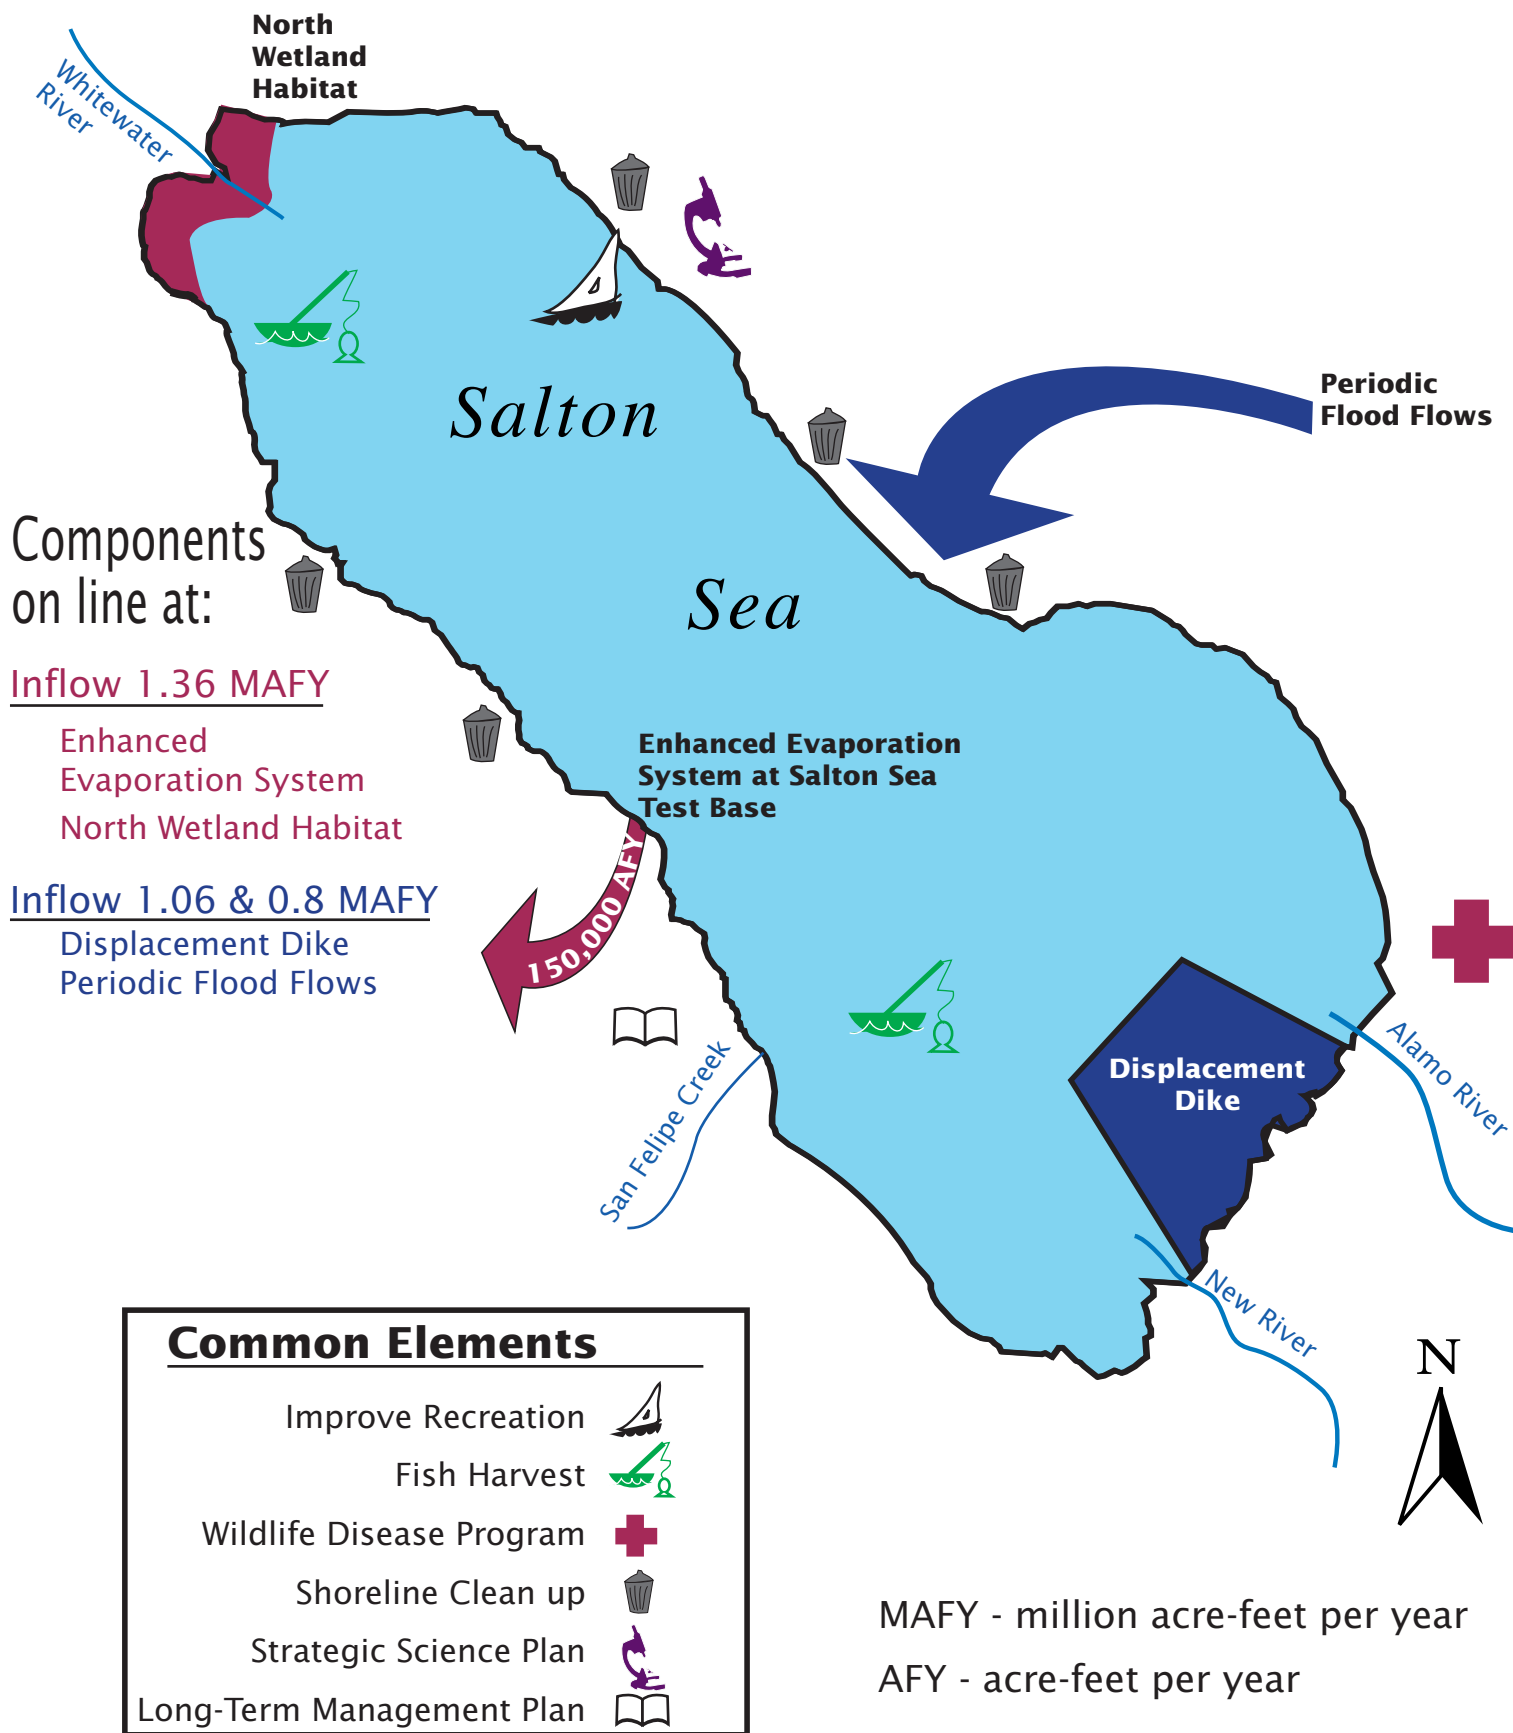 North
Wetland
Habitat
Whitewater
River
Salton
Periodic
Flood Flows
Components
on line at:
Sea
Inflow 1.36 MAFY
Enhanced
Evaporation System
North Wetland Habitat
Enhanced Evaporation
System at Salton Sea
Test Base
150,000 AFY
Inflow 1.06 & 0.8 MAFY
Displacement Dike
Periodic Flood Flows
San Felipe Creek
Displacement
Dike
Alamo River
New River
N
Common Elements
Improve Recreation
Fish Harvest
Wildlife Disease Program
Shoreline Clean up
Strategic Science Plan
Long-Term Management Plan
MAFY - million acre-feet per year
AFY - acre-feet per year